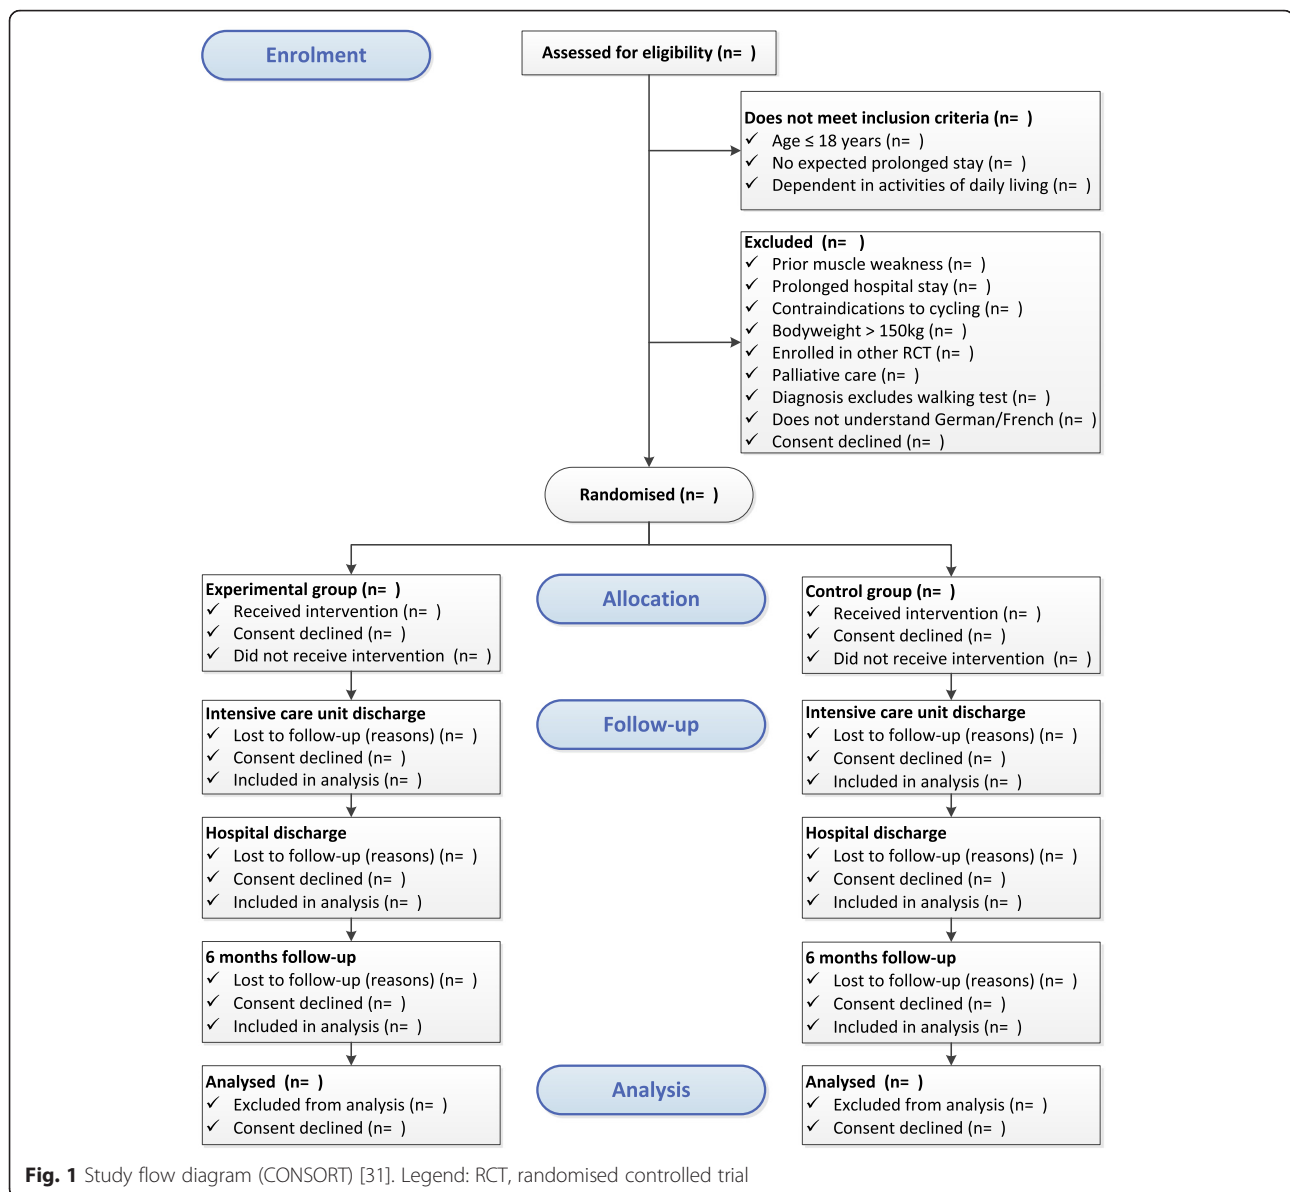 Enrolment
Assessed for eligibility (n=  )
Does not meet inclusion criteria (n=  )
✓ Age ≤ 18 years (n=  )
✓ No expected prolonged stay (n=  )
✓ Dependent in activities of daily living (n=  )
Excluded  (n=  )
✓ Prior muscle weakness (n=  )
✓ Prolonged hospital stay (n=  )
✓ Contraindications to cycling (n=  )
✓ Bodyweight > 150kg (n=  )
✓ Enrolled in other RCT (n=  )
✓ Palliative care (n=  )
✓ Diagnosis excludes walking test (n=  )
✓ Does not understand German/French (n=  )
✓ Consent declined (n=  )
Randomised (n=  )
Experimental group (n=  )
✓ Received intervention (n=  )
✓ Consent declined (n=  )
✓ Did not receive intervention  (n=  )
Allocation
Control group (n=  )
✓ Received intervention (n=  )
✓ Consent declined (n=  )
✓ Did not receive intervention  (n=  )
Intensive care unit discharge
✓ Lost to follow-up (reasons) (n=  )
✓ Consent declined (n=  )
✓ Included in analysis (n=  )
Follow-up
Intensive care unit discharge
✓ Lost to follow-up (reasons) (n=  )
✓ Consent declined (n=  )
✓ Included in analysis (n=  )
Hospital discharge
✓ Lost to follow-up (reasons) (n=  )
✓ Consent declined (n=  )
✓ Included in analysis (n=  )
Hospital discharge
✓ Lost to follow-up (reasons) (n=  )
✓ Consent declined (n=  )
✓ Included in analysis (n=  )
6 months follow-up
✓ Lost to follow-up (reasons) (n=  )
✓ Consent declined (n=  )
✓ Included in analysis (n=  )
6 months follow-up
✓ Lost to follow-up (reasons) (n=  )
✓ Consent declined (n=  )
✓ Included in analysis (n=  )
Analysed  (n=  )
✓ Excluded from analysis (n=  )
✓ Consent declined (n=  )
Analysis
Analysed  (n=  )
✓ Excluded from analysis (n=  )
✓ Consent declined (n=  )
Fig. 1 Study flow diagram (CONSORT) [31]. Legend: RCT, randomised controlled trial